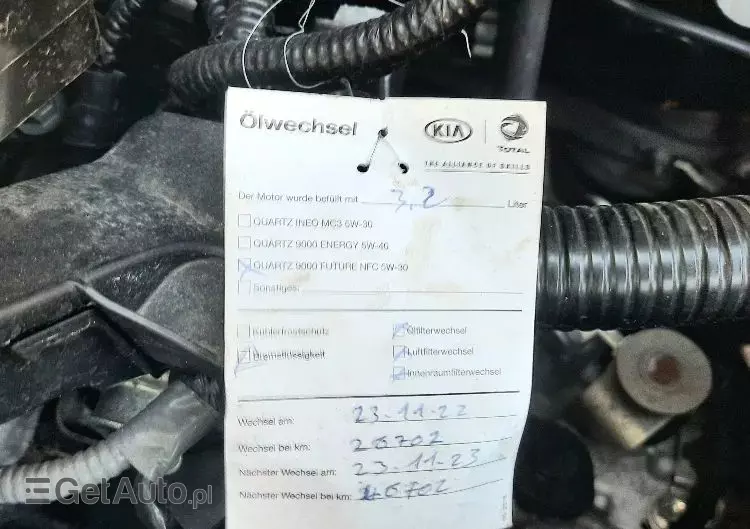 Ölwechsel KIA TOTAL
THE ALLIANCE OF SKILLS
Der Motor wurde befüllt mit 3,2 Liter
QUARTZ INEO MC3 5W-30
QUARTZ 9000 ENERGY 5W-40
QUARTZ 9000 FUTURE NFC 5W-30
Sonstiges:
Kühlerfrostschutz Ölfilterwechsel
Bremsflüssigkeit Luftfilterwechsel
Innenraumfilterwechsel
Wechsel am: 23.11.22
Wechsel bei km: 26702
Nächster Wechsel am: 23.11.23
Nächster Wechsel bei km: 46702
GetAuto.pl